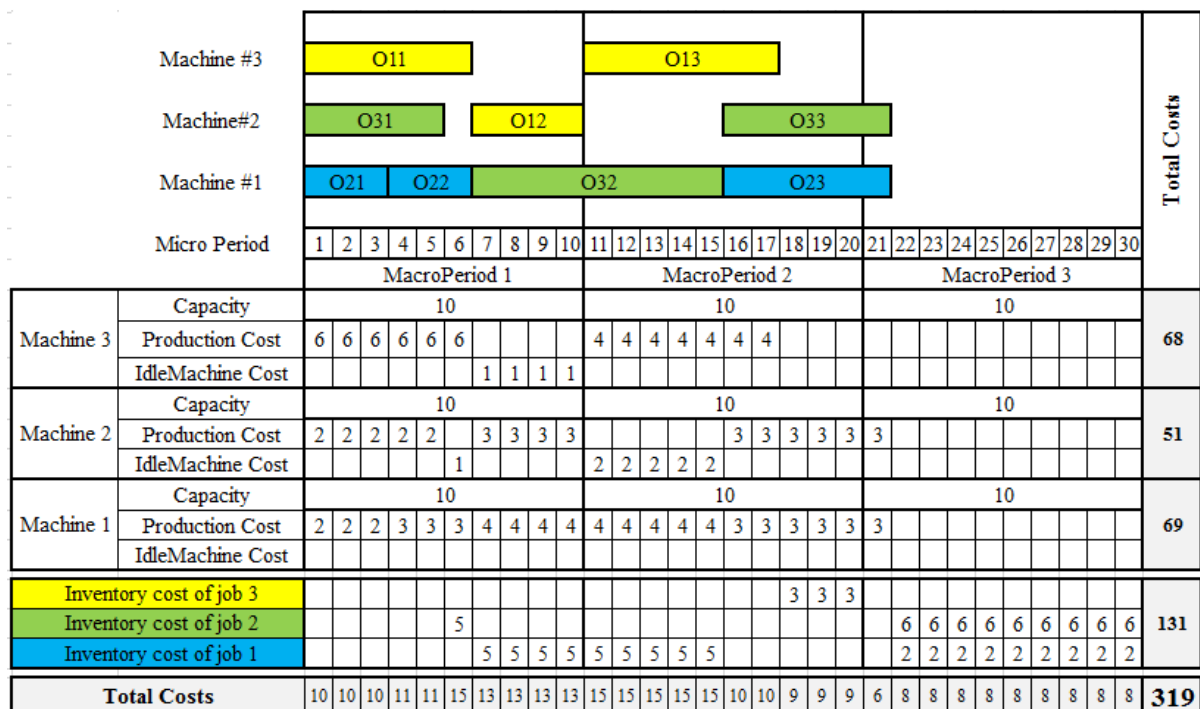 Machine #3 O11 O13
Machine#2 O31 O12 O33
Machine #1 O21 O22 O32 O23
Total Costs
Micro Period 1 2 3 4 5 6 7 8 9 10 11 12 13 14 15 16 17 18 19 20 21 22 23 24 25 26 27 28 29 30
MacroPeriod 1 MacroPeriod 2 MacroPeriod 3
Machine 3 Capacity 10 10 10 68
Production Cost 6 6 6 6 6 6 4 4 4 4 4 4 4
IdleMachine Cost 1 1 1 1
Machine 2 Capacity 10 10 10 51
Production Cost 2 2 2 2 2 3 3 3 3 3 3 3 3 3 3
IdleMachine Cost 1 2 2 2 2 2
Machine 1 Capacity 10 10 10 69
Production Cost 2 2 2 3 3 3 4 4 4 4 4 4 4 4 4 3 3 3 3 3 3
IdleMachine Cost
Inventory cost of job 3 3 3 3
Inventory cost of job 2 5 6 6 6 6 6 6 6 6 6 131
Inventory cost of job 1 5 5 5 5 5 5 5 5 5 2 2 2 2 2 2 2 2 2
Total Costs 10 10 10 11 11 15 13 13 13 13 15 15 15 15 15 10 10 9 9 9 6 8 8 8 8 8 8 8 8 8 319